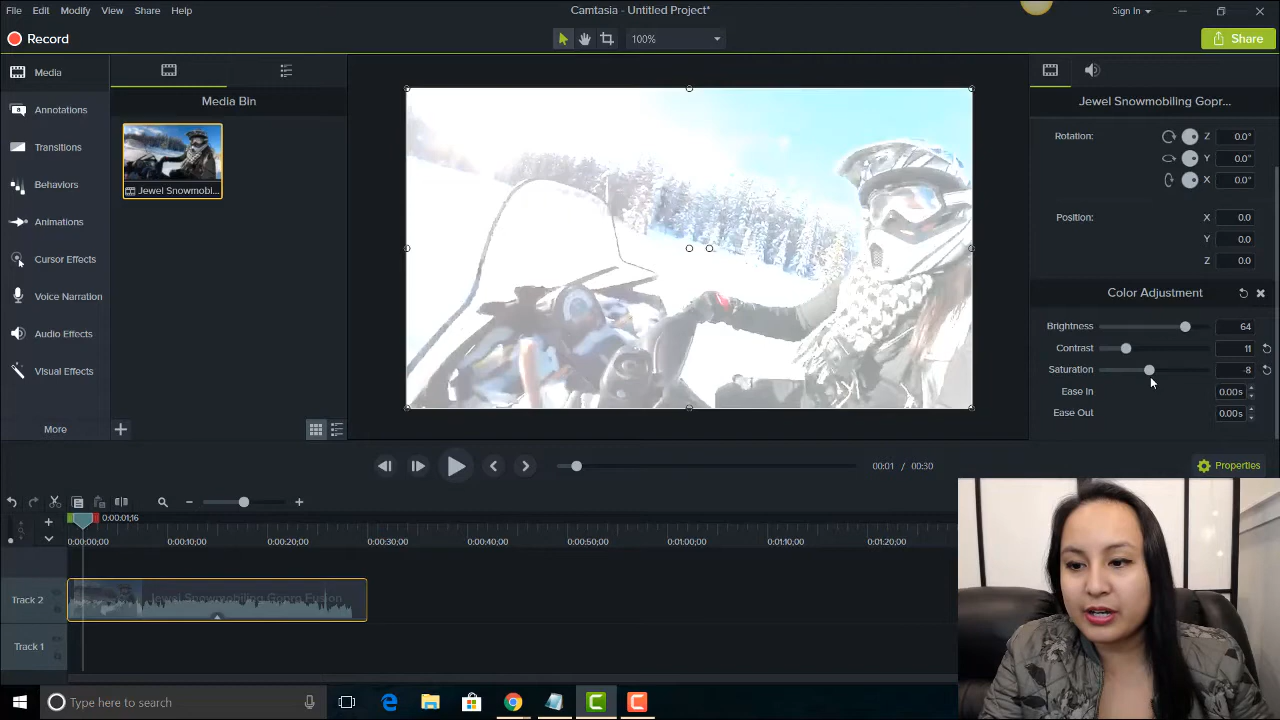 File Edit Modify View Share Help
Camtasia - Untitled Project*
Sign In
Record
100%
Share
Media
Annotations
Transitions
Behaviors
Animations
Cursor Effects
Voice Narration
Audio Effects
Visual Effects
More
Media Bin
Jewel Snowmobi...
Jewel Snowmobiling Gopr...
Rotation:
Z 0.0°
Y 0.0°
X 0.0°
Position:
X 0.0
Y 0.0
Z 0.0
Color Adjustment
Brightness 64
Contrast 11
Saturation -8
Ease In 0.00s
Ease Out 0.00s
00:01 / 00:30
Properties
0:00:01;16
0:00:00;00 0:00:10;00 0:00:20;00 0:00:30;00 0:00:40;00 0:00:50;00 0:01:00;00 0:01:10;00 0:01:20;00
Track 2
Jewel Snowmobiling Gopro Fusion
Track 1
Type here to search